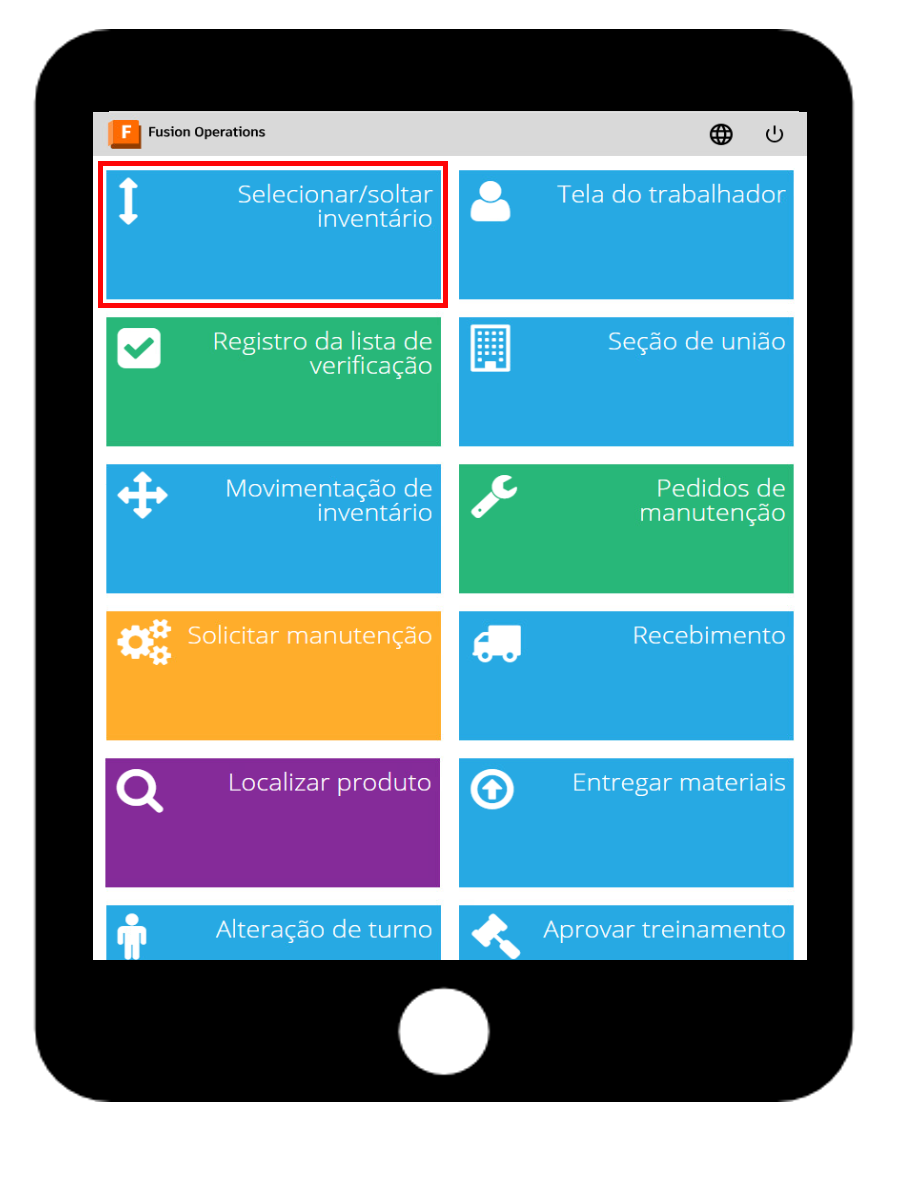 F Fusion Operations
Selecionar/soltar
inventário
Tela do trabalhador
Registro da lista de
verificação
Seção de união
Movimentação de
inventário
Pedidos de
manutenção
Solicitar manutenção
Recebimento
Localizar produto
Entregar materiais
Alteração de turno
Aprovar treinamento